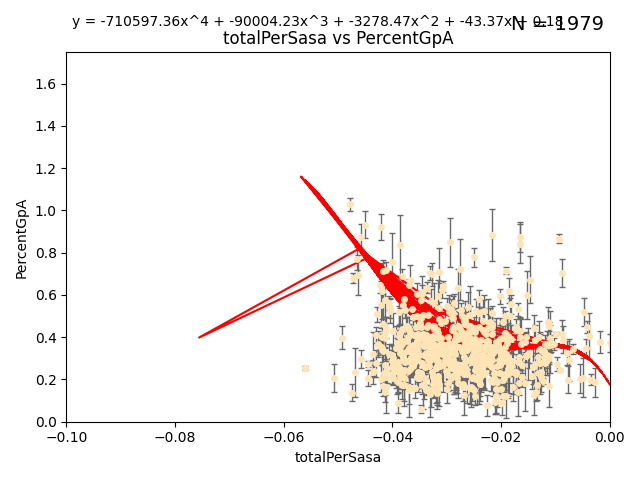 y = -710597.36x^4 + -90004.23x^3 + -3278.47x^2 + -43.37x + 0.18
N = 1979
totalPerSasa vs PercentGpA
PercentGpA
1.6
1.4
1.2
1.0
0.8
0.6
0.4
0.2
0.0
−0.10 −0.08 −0.06 −0.04 −0.02 0.00
totalPerSasa